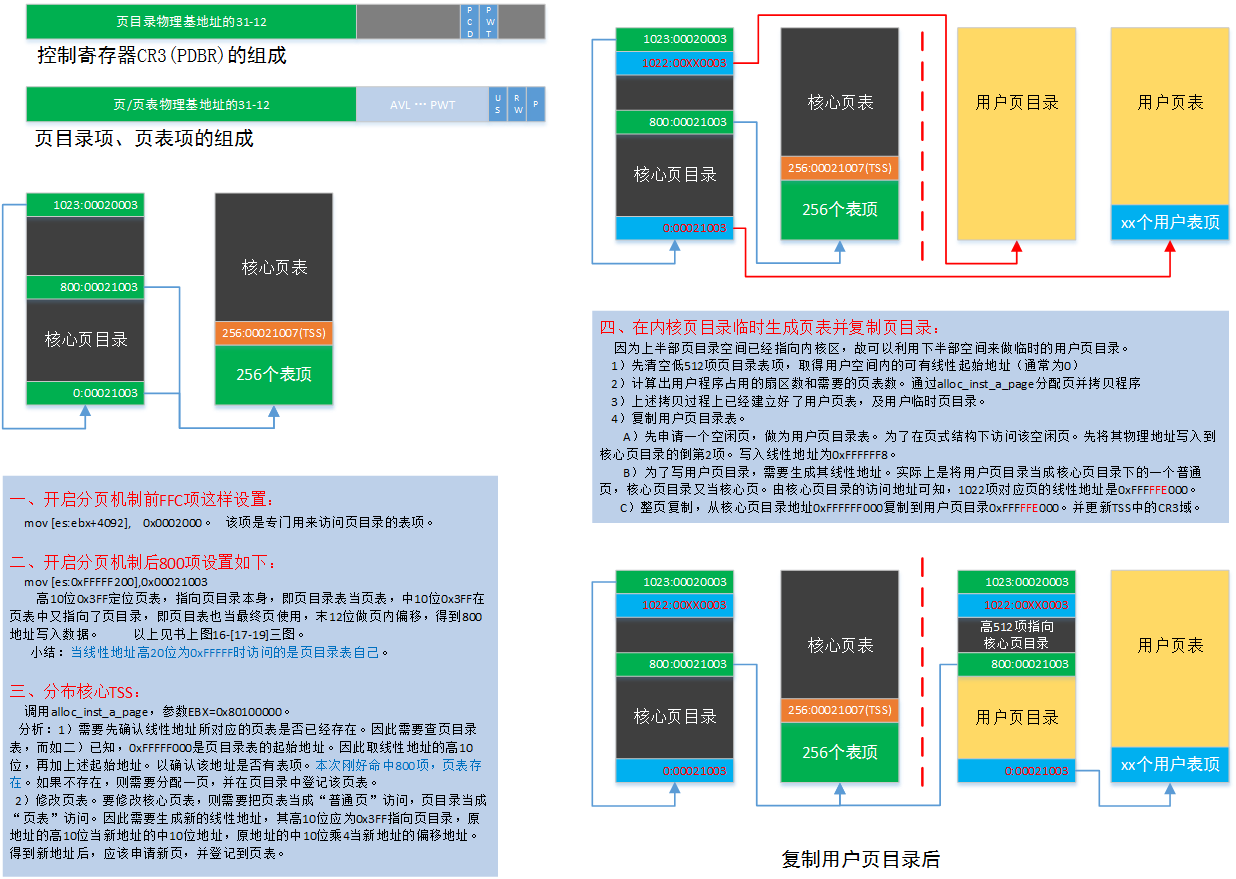 页目录物理基地址的31-12
P
C
D
P
W
T
控制寄存器CR3(PDBR)的组成
页/页表物理基地址的31-12
AVL … PWT
U
S
R
W
P
页目录项、页表项的组成
1023:00020003
800:00021003
核心页目录
0:00021003
核心页表
256:00021007(TSS)
256个表顶
一、开启分页机制前FFC项这样设置：
mov [es:ebx+4092], 0x0002000。 该项是专门用来访问页目录的表项。
二、开启分页机制后800项设置如下：
mov [es:0xFFFFF200],0x00021003
高10位0x3FF定位页表，指向页目录本身，即页目录表当页表，中10位0x3FF在
页表中又指向了页目录，即页目表也当最终页使用，末12位做页内偏移，得到800
地址写入数据。 以上见书上图16-[17-19]三图。
小结：当线性地址高20位为0xFFFFF时访问的是页目录表自己。
三、分布核心TSS：
调用alloc_inst_a_page，参数EBX=0x80100000。
分析：1）需要先确认线性地址所对应的页表是否已经存在。因此需要查页目录
表，而如二）已知，0xFFFFF000是页目录表的起始地址。因此取线性地址的高10
位，再加上述起始地址。以确认该地址是否有表项。本次刚好命中800项，页表存
在。如果不存在，则需要分配一页，并在页目录中登记该页表。
2）修改页表。要修改核心页表，则需要把页表当成“普通页”访问，页目录当成
“页表”访问。因此需要生成新的线性地址，其高10位应为0x3FF指向页目录，原
地址的高10位当新地址的中10位地址，原地址的中10位乘4当新地址的偏移地址。
得到新地址后，应该申请新页，并登记到页表。
1023:00020003
1022:00XX0003
800:00021003
核心页目录
0:00021003
核心页表
256:00021007(TSS)
256个表顶
用户页目录
用户页表
xx个用户表顶
四、在内核页目录临时生成页表并复制页目录：
因为上半部页目录空间已经指向内核区，故可以利用下半部空间来做临时的用户页目录。
1）先清空低512项页目录表项，取得用户空间内的可有线性起始地址（通常为0）
2）计算出用户程序占用的扇区数和需要的页表数。通过alloc_inst_a_page分配页并拷贝程序
3）上述拷贝过程上已经建立好了用户页表，及用户临时页目录。
4）复制用户页目录表。
A）先申请一个空闲页，做为用户页目录表。为了在页式结构下访问该空闲页。先将其物理地址写入到
核心页目录的倒第2项。写入线性地址为0xFFFFFF8。
B）为了写用户页目录，需要生成其线性地址。实际上是将用户页目录当成核心页目录下的一个普通
页，核心页目录又当核心页。由核心页目录的访问地址可知，1022项对应页的线性地址是0xFFFFFE000。
C）整页复制，从核心页目录地址0xFFFFFF000复制到用户页目录0xFFFFFE000。并更新TSS中的CR3域。
1023:00020003
1022:00XX0003
800:00021003
核心页目录
0:00021003
核心页表
256:00021007(TSS)
256个表顶
1023:00020003
1022:00XX0003
高512项指向
核心页目录
800:00021003
用户页目录
0:00021003
用户页表
xx个用户表顶
复制用户页目录后